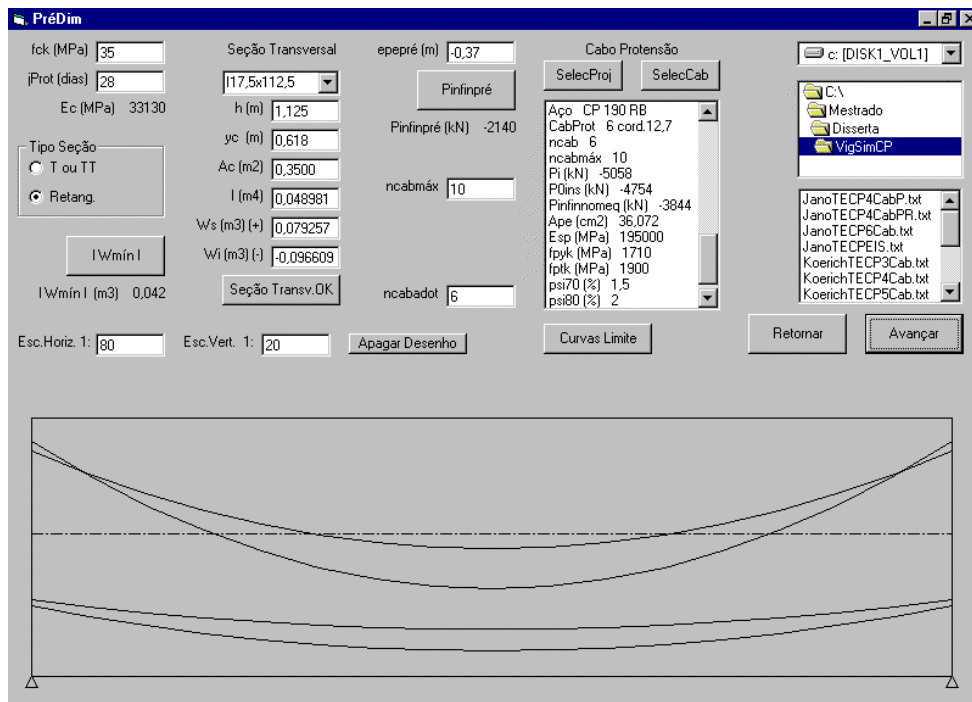 PréDim
fck (MPa) 35
jProt (dias) 28
Ec (MPa) 33130
Tipo Seção
T ou TT
Retang.
I Wmín I
I Wmín I (m3) 0,042
Seção Transversal
I17,5x112,5
h (m) 1,125
yc (m) 0,618
Ac (m2) 0,3500
I (m4) 0,048981
Ws (m3) (+) 0,079257
Wi (m3) (-) -0,096609
Seção Transv.OK
epepré (m) -0,37
Pinfinpré
Pinfinpré (kN) -2140
ncabmáx 10
ncabadot 6
Cabo Protensão
SelecProj SelecCab
Aço CP 190 RB
CabProt 6 cord.12,7
ncab 6
ncabmáx 10
Pi (kN) -5058
P0ins (kN) -4754
Pinfinnomeq (kN) -3844
Ape (cm2) 36,072
Esp (MPa) 195000
fpyk (MPa) 1710
fptk (MPa) 1900
psi70 (%) 1,5
psi80 (%) 2
Curvas Limite
c: [DISK1_VOL1]
C:\
Mestrado
Disserta
VigSimCP
JanoTECP4CabP.txt
JanoTECP4CabPR.txt
JanoTECP6Cab.txt
JanoTECPEIS.txt
KoerichTECP3Cab.txt
KoerichTECP4Cab.txt
KoerichTECP5Cab.txt
Retornar Avançar
Esc.Horiz. 1: 80 Esc.Vert. 1: 20 Apagar Desenho